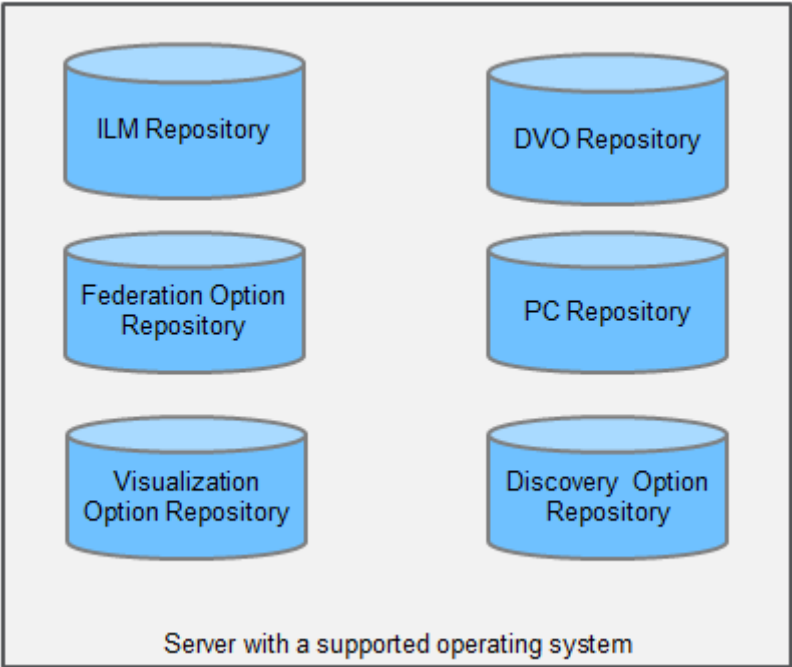 ILM Repository
DVO Repository
Federation Option
Repository
PC Repository
Visualization
Option Repository
Discovery Option
Repository
Server with a supported operating system